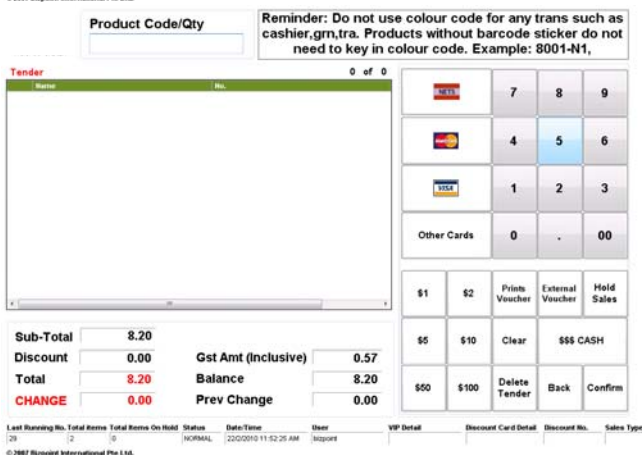 Product Code/Qty
Reminder: Do not use colour code for any trans such as
cashier,grn,tra. Products without barcode sticker do not
need to key in colour code. Example: 8001-N1,
Tender
0 of 0
Name No.
NETS 7 8 9
MasterCard 4 5 6
VISA 1 2 3
Other Cards 0 . 00
$1 $2 Prints Voucher External Voucher Hold Sales
$5 $10 Clear $$$ CASH
$50 $100 Delete Tender Back Confirm
Sub-Total 8.20
Discount 0.00 Gst Amt (Inclusive) 0.57
Total 8.20 Balance 8.20
CHANGE 0.00 Prev Change 0.00
Last Running No. Total Items Total Items On Hold Status Date/Time User VIP Detail Discount Card Detail Discount No. Sales Type
29 2 0 NORMAL 22/2/2010 11:52:25 AM bizpoint
© 2007 Bizpoint International Pte Ltd.